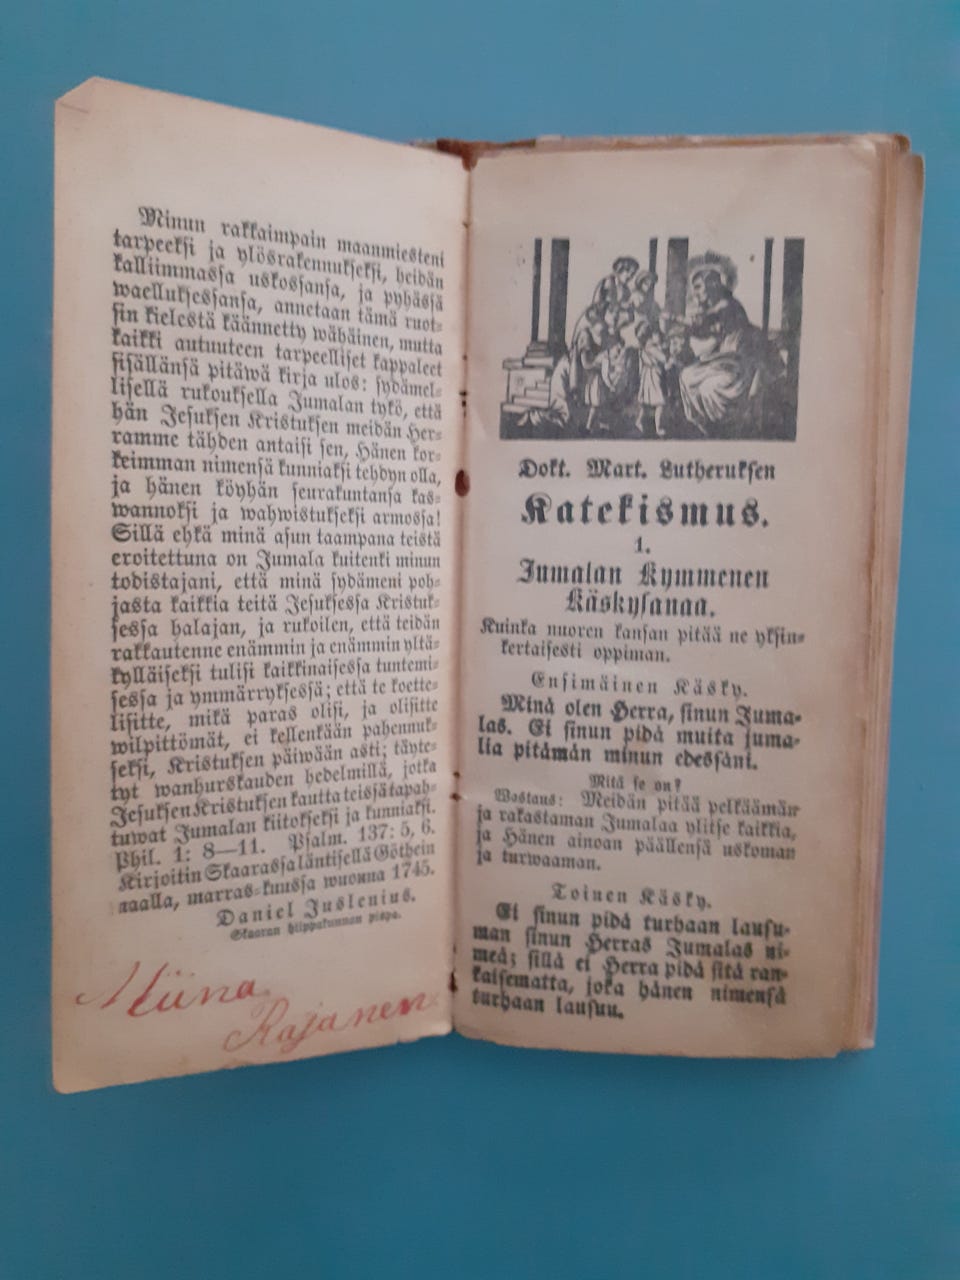 Minun rakkaimpain maanmiesteni
tarpeeksi ja ylösrakennukseksi, heidän
kalliimmassa uskossansa, ja pyhässä
waelluksessansa, annetaan tämä ruot-
sin kielestä käännetty wähäinen, mutta
kaikki autuuteen tarpeelliset kappaleet
sisällänsä pitäwä kirja ulos: sydämel-
lisellä rukouksella Jumalan tykö, että
hän Jesuksen Kristuksen meidän Her-
ramme tähden antaisi sen, Hänen kor-
keimman nimensä kunniaksi tehdyn olla,
ja hänen köyhän seurakuntansa kas-
wannoksi ja wahwistukseksi armossa!
Sillä ehkä minä asun taampana teistä
eroitettuna on Jumala kuitenki minun
todistajani, että minä sydämeni poh-
jasta kaikkia teitä Jesuksessa Kristuk-
sessa halajan, ja rukoilen, että teidän
rakkautenne enämmin ja enämmin yltä-
kylläiseksi tulisi kaikkinaisessa tuntemi-
sessa ja ymmärryksessä; että te koette-
lisitte, mikä paras olisi, ja olisitte
wilpittömät, ei kellenkään pahennuk-
seksi, Kristuksen päiwään asti; täyte-
tyt wanhurskauden hedelmillä, jotka
Jesuksen Kristuksen kautta teissä tapah-
tuwat Jumalan kiitokseksi ja kunniaksi.
Phil. 1: 8—11. Psalm. 137: 5, 6.
Kirjoitin Skaarassa läntisellä Göthein
maalla, marras-kuussa wuonna 1745.
Daniel Juslenius.
Skaaran hiippakunnan pispa.
Miina
Rajanen
Dokt. Mart. Lutheruksen
Katekismus.
1.
Jumalan Kymmenen
Käskysanaa.
Kuinka nuoren kansan pitää ne yksin-
kertaisesti oppiman.
Ensimäinen Käsky.
Minä olen Herra, sinun Juma-
las. Ei sinun pidä muita juma-
lia pitämän minun edessäni.
Mitä se on?
Wastaus: Meidän pitää pelkäämän
ja rakastaman Jumalaa ylitse kaikkia,
ja Hänen ainoan päällensä uskoman
ja turwaaman.
Toinen Käsky.
Ei sinun pidä turhaan lausu-
man sinun Herras Jumalas ni-
meä; sillä ei Herra pidä sitä ran-
kaisematta, joka hänen nimensä
turhaan lausuu.